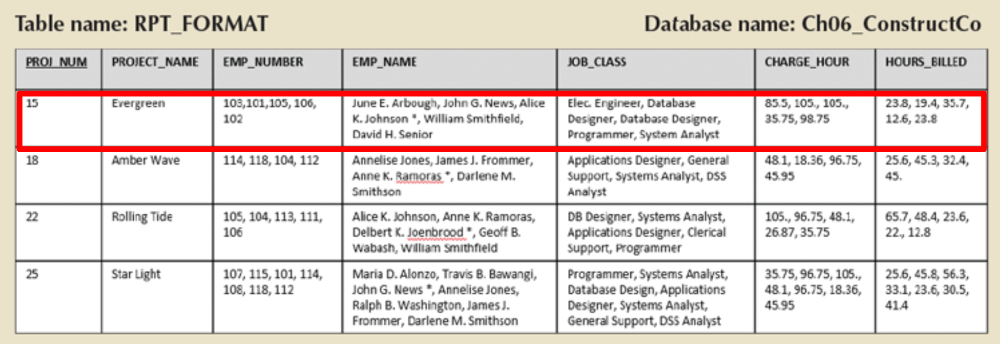 Table name: RPT_FORMAT
Database name: Ch06_ConstructCo
PROJ_NUM PROJECT_NAME EMP_NUMBER EMP_NAME JOB_CLASS CHARGE_HOUR HOURS_BILLED
15 Evergreen 103,101,105, 106, June E. Arbough, John G. News, Alice Elec. Engineer, Database 85.5, 105., 105., 23.8, 19.4, 35.7,
102 K. Johnson *, William Smithfield, Designer, Database Designer, 35.75, 98.75 12.6, 23.8
David H. Senior Programmer, System Analyst
18 Amber Wave 114, 118, 104, 112 Annelise Jones, James J. Frommer, Applications Designer, General 48.1, 18.36, 96.75, 25.6, 45.3, 32.4,
Anne K. Ramoras *, Darlene M. Support, Systems Analyst, DSS 45.95 45.
Smithson Analyst
22 Rolling Tide 105, 104, 113, 111, Alice K. Johnson, Anne K. Ramoras, DB Designer, Systems Analyst, 105., 96.75, 48.1, 65.7, 48.4, 23.6,
106 Delbert K. Joenbrood *, Geoff B. Applications Designer, Clerical 26.87, 35.75 22., 12.8
Wabash, William Smithfield Support, Programmer
25 Star Light 107, 115, 101, 114, Maria D. Alonzo, Travis B. Bawangi, Programmer, Systems Analyst, 35.75, 96.75, 105., 25.6, 45.8, 56.3,
108, 118, 112 John G. News *, Annelise Jones, Database Design, Applications 48.1, 96.75, 18.36, 33.1, 23.6, 30.5,
Ralph B. Washington, James J. Designer, Systems Analyst, 45.95 41.4
Frommer, Darlene M. Smithson General Support, DSS Analyst